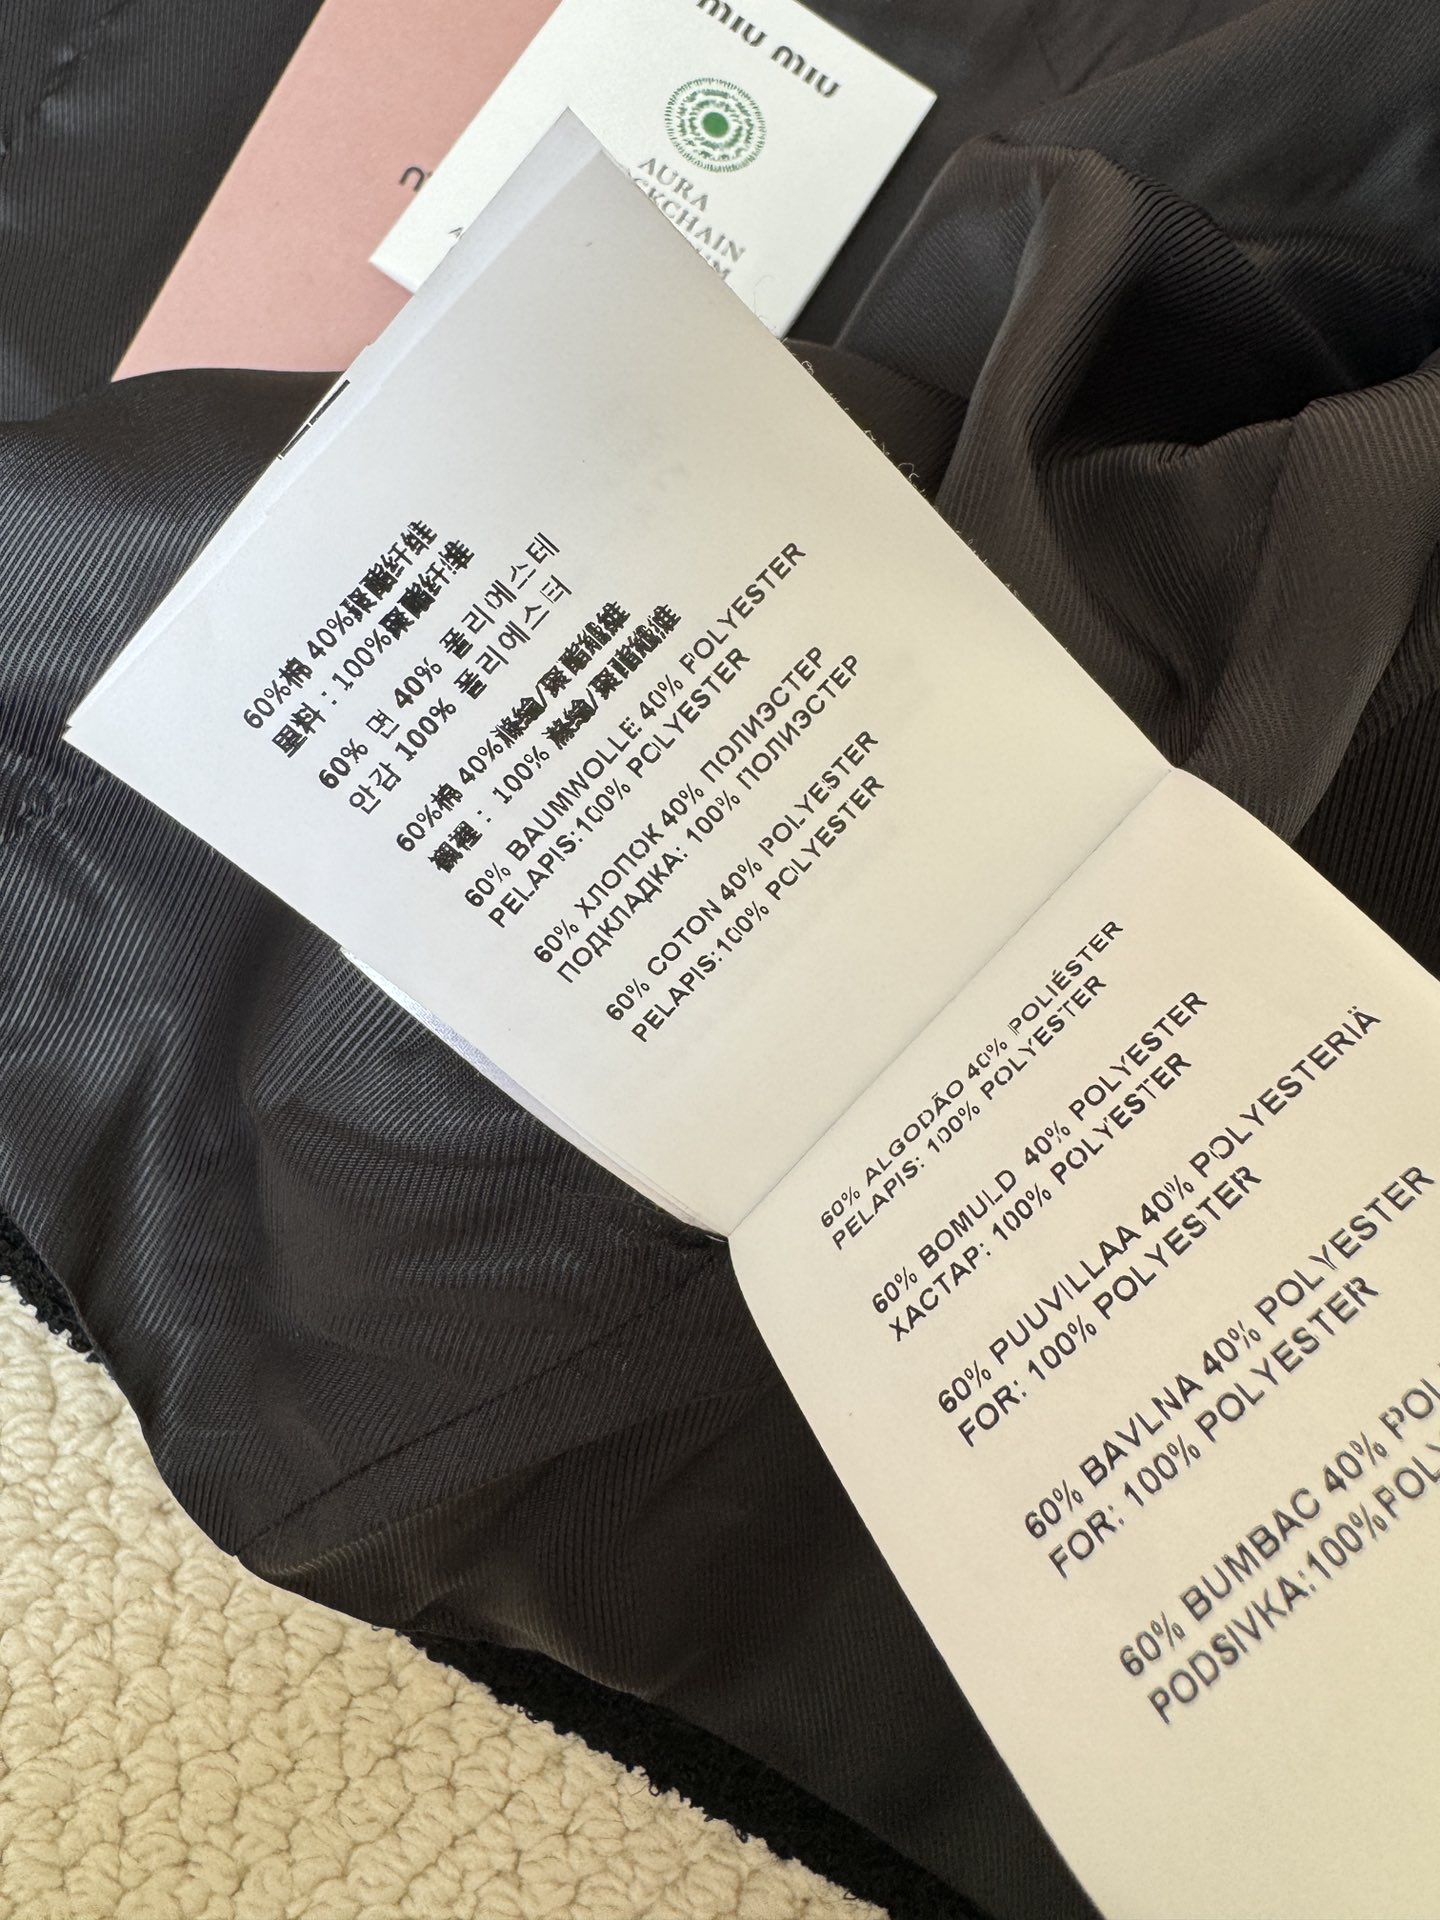 miu miu
AURA
60%棉 40%聚酯纤维
里料：100%聚酯纤维
60% 면 40% 폴리에스테
안감 100% 폴리에스터
60%棉 40%滌綸/聚酯纖維
襯裡：100% 滌綸/聚酯纖維
60% BAUMWOLLE 40% POLYESTER
PELAPIS:100% POLYESTER
60% ХЛОПОК 40% ПОЛИЭСТЕР
ПОДКЛАДКА: 100% ПОЛИЭСТЕР
60% COTON 40% POLYESTER
PELAPIS:100% POLYESTER
60% ALGODÃO 40% POLIÉSTER
PELAPIS: 100% POLYESTER
60% BOMULD 40% POLYESTER
ХАСТАР: 100% POLYESTER
60% PUUVILLAA 40% POLYESTERIÄ
FOR: 100% POLYESTER
60% BAVLNA 40% POLYESTER
FOR: 100% POLYESTER
60% BUMBAC 40% POL
PODSIVKA:100%POLY